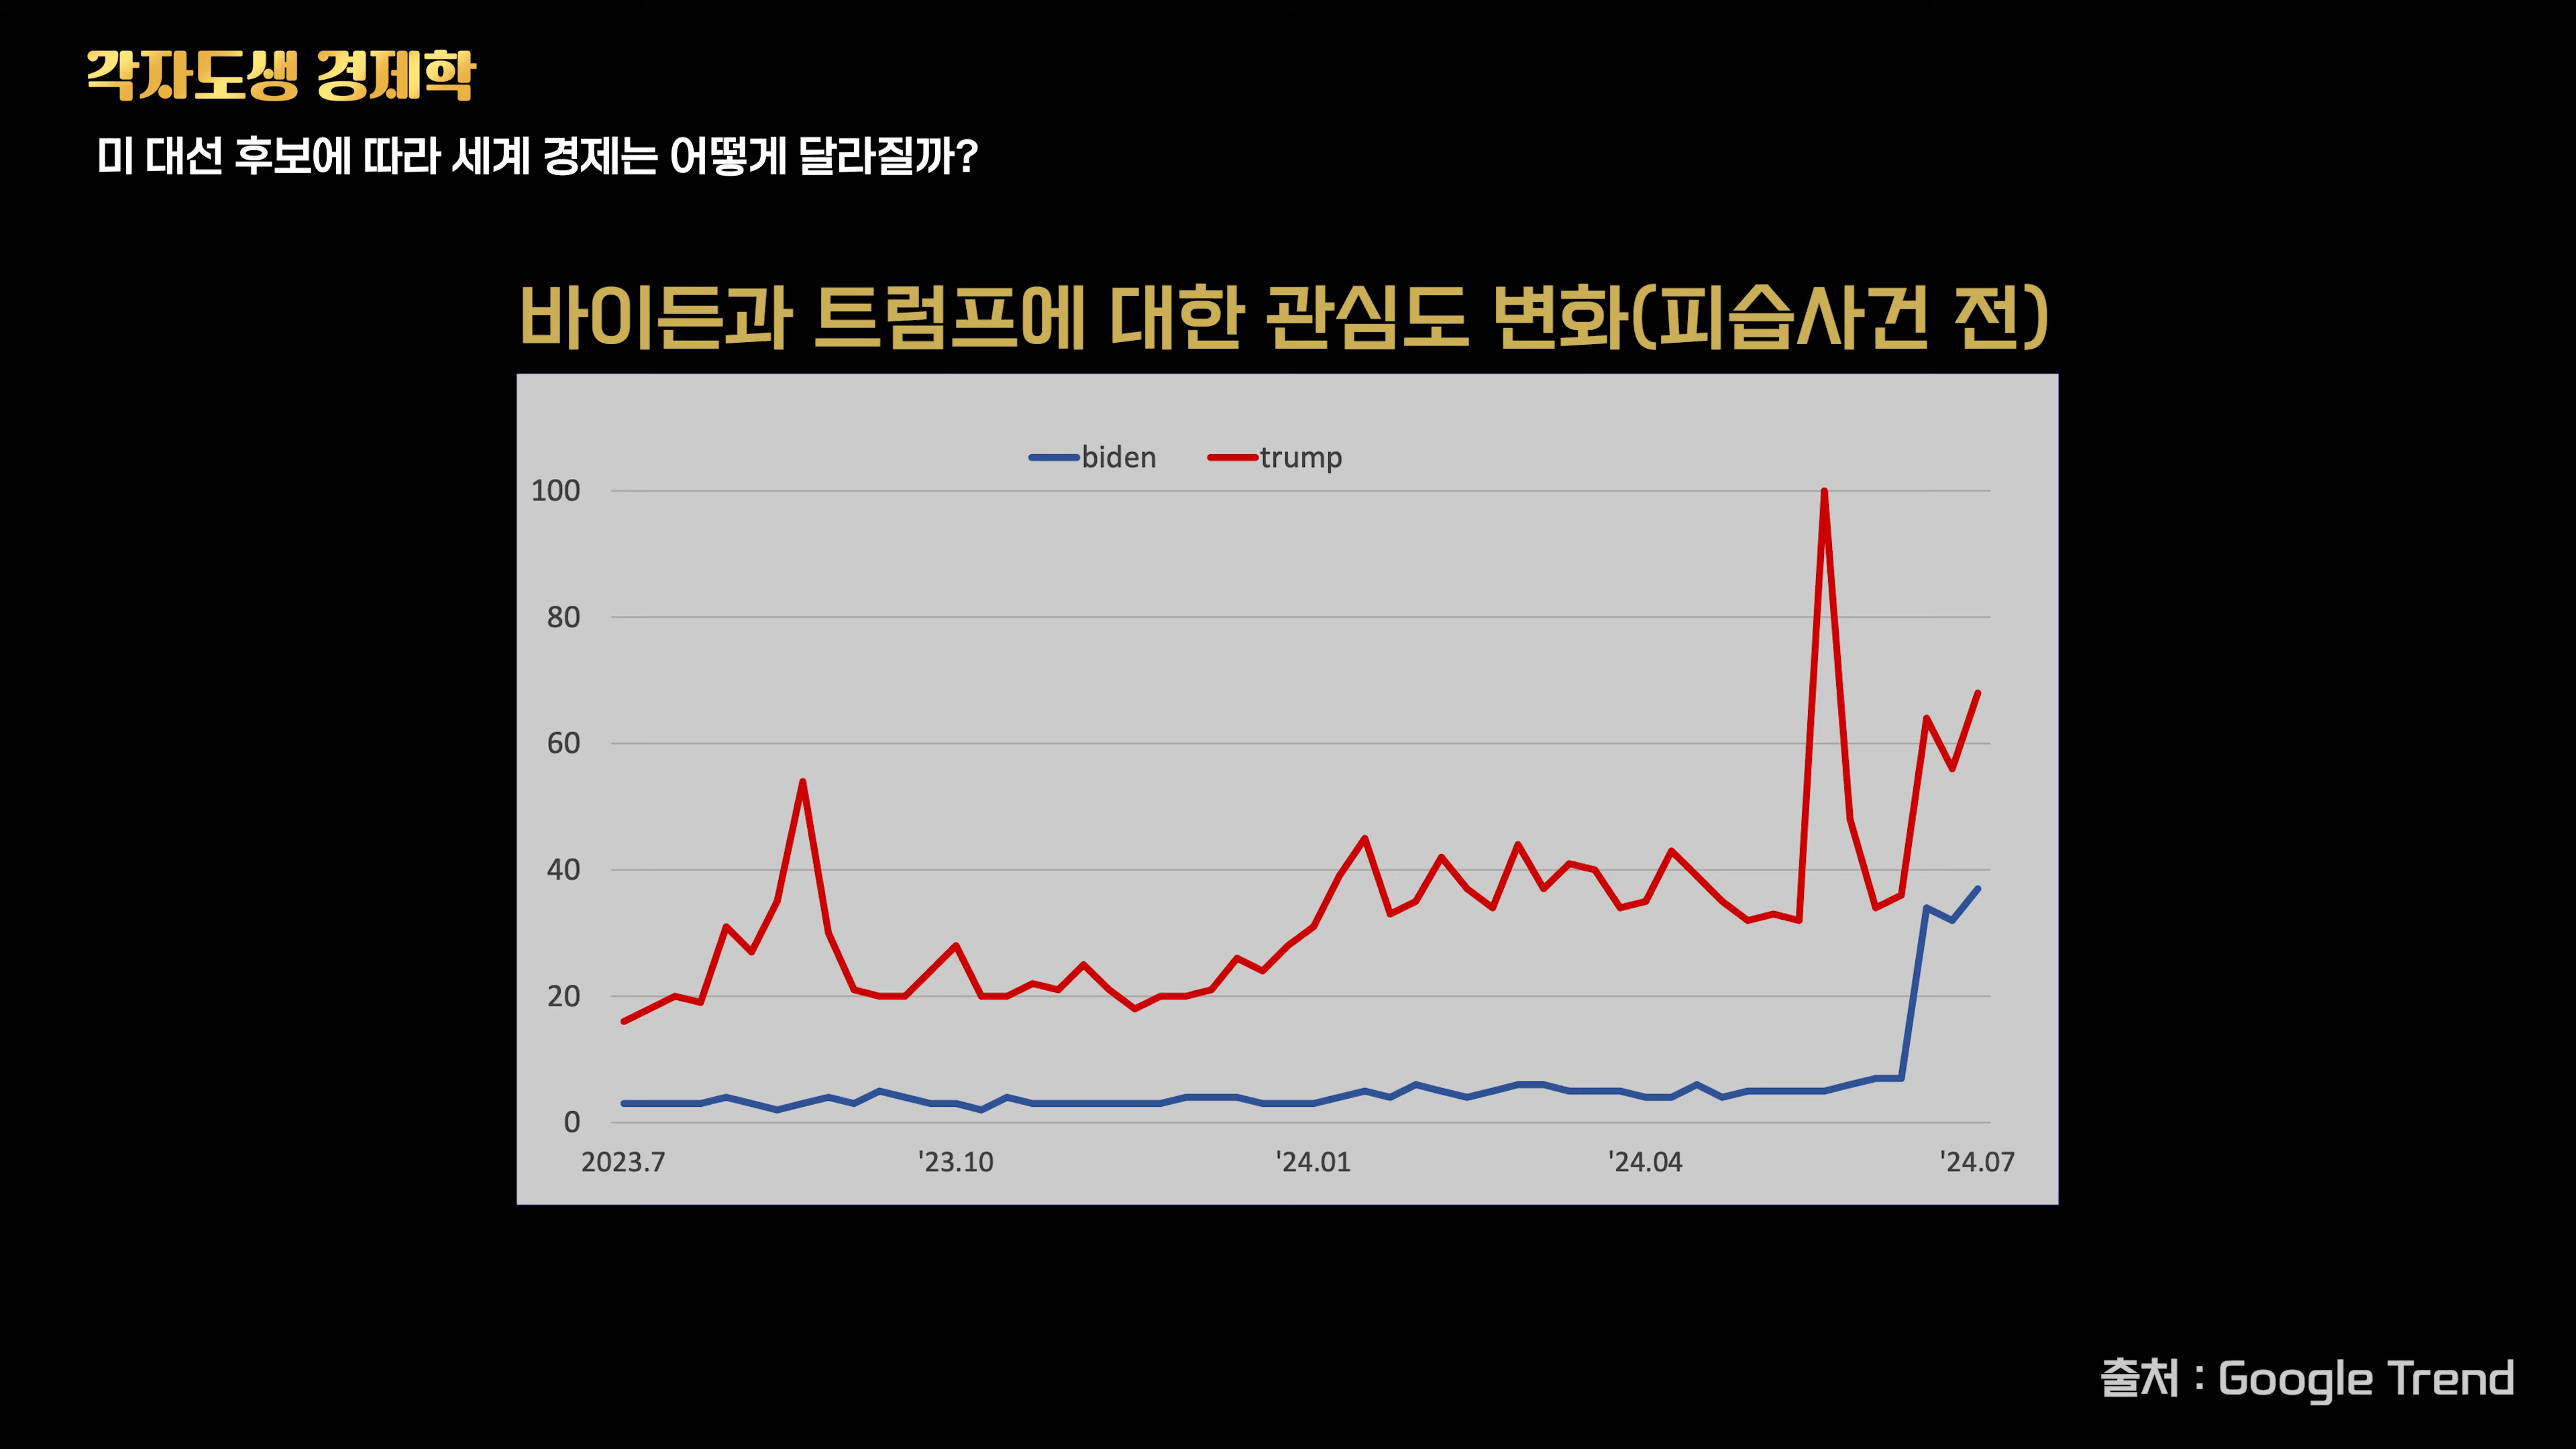 각자도생 경제학
미 대선 후보에 따라 세계 경제는 어떻게 달라질까?
바이든과 트럼프에 대한 관심도 변화(피습사건 전)
biden trump
100
80
60
40
20
0
2023.7 '23.10 '24.01 '24.04 '24.07
출처 : Google Trend